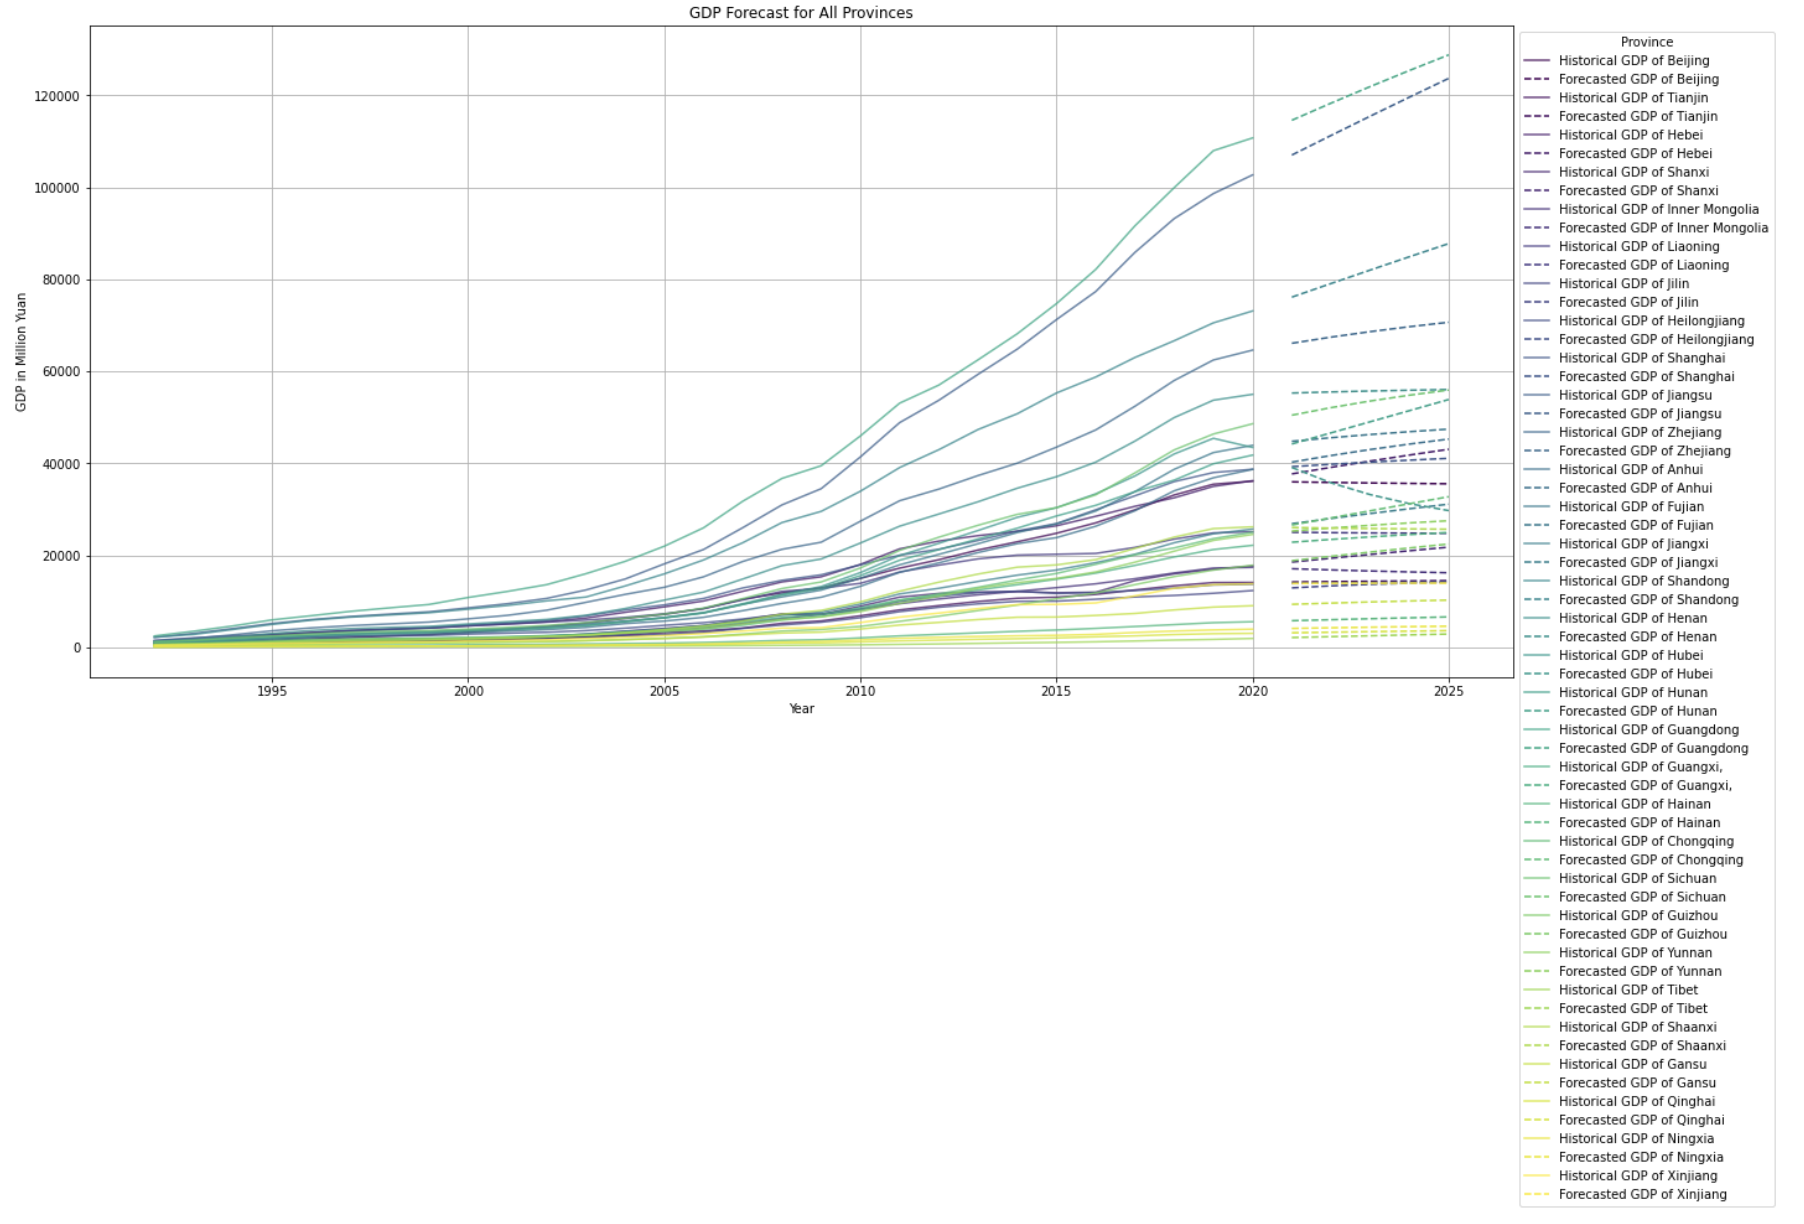 GDP Forecast for All Provinces
GDP in Million Yuan
120000
100000
80000
60000
40000
20000
0
1995
2000
2005
2010
2015
2020
2025
Year
Province
Historical GDP of Beijing
Forecasted GDP of Beijing
Historical GDP of Tianjin
Forecasted GDP of Tianjin
Historical GDP of Hebei
Forecasted GDP of Hebei
Historical GDP of Shanxi
Forecasted GDP of Shanxi
Historical GDP of Inner Mongolia
Forecasted GDP of Inner Mongolia
Historical GDP of Liaoning
Forecasted GDP of Liaoning
Historical GDP of Jilin
Forecasted GDP of Jilin
Historical GDP of Heilongjiang
Forecasted GDP of Heilongjiang
Historical GDP of Shanghai
Forecasted GDP of Shanghai
Historical GDP of Jiangsu
Forecasted GDP of Jiangsu
Historical GDP of Zhejiang
Forecasted GDP of Zhejiang
Historical GDP of Anhui
Forecasted GDP of Anhui
Historical GDP of Fujian
Forecasted GDP of Fujian
Historical GDP of Jiangxi
Forecasted GDP of Jiangxi
Historical GDP of Shandong
Forecasted GDP of Shandong
Historical GDP of Henan
Forecasted GDP of Henan
Historical GDP of Hubei
Forecasted GDP of Hubei
Historical GDP of Hunan
Forecasted GDP of Hunan
Historical GDP of Guangdong
Forecasted GDP of Guangdong
Historical GDP of Guangxi,
Forecasted GDP of Guangxi,
Historical GDP of Hainan
Forecasted GDP of Hainan
Historical GDP of Chongqing
Forecasted GDP of Chongqing
Historical GDP of Sichuan
Forecasted GDP of Sichuan
Historical GDP of Guizhou
Forecasted GDP of Guizhou
Historical GDP of Yunnan
Forecasted GDP of Yunnan
Historical GDP of Tibet
Forecasted GDP of Tibet
Historical GDP of Shaanxi
Forecasted GDP of Shaanxi
Historical GDP of Gansu
Forecasted GDP of Gansu
Historical GDP of Qinghai
Forecasted GDP of Qinghai
Historical GDP of Ningxia
Forecasted GDP of Ningxia
Historical GDP of Xinjiang
Forecasted GDP of Xinjiang